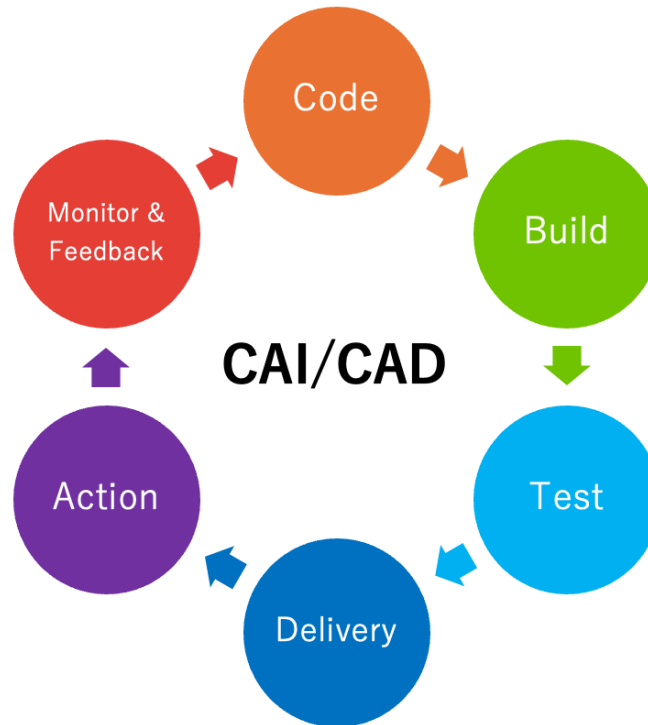 Code
Build
Test
Delivery
Action
Monitor &
Feedback
CAI/CAD